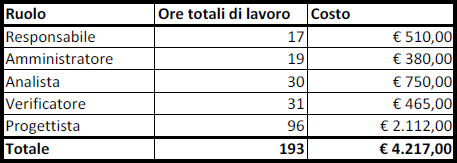 Ruolo Ore totali di lavoro Costo
Responsabile 17 € 510,00
Amministratore 19 € 380,00
Analista 30 € 750,00
Verificatore 31 € 465,00
Progettista 96 € 2.112,00
Totale 193 € 4.217,00